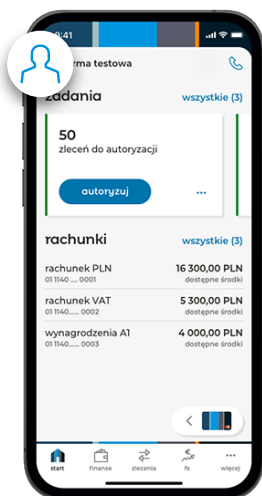 9:41
rma testowa
zadania
wszystkie (3)
50
zleceń do autoryzacji
autoryzuj
...
rachunki
wszystkie (3)
rachunek PLN 16 300,00 PLN
01 1140 .... 0001 dostępne środki
rachunek VAT 5 300,00 PLN
01 1140...... 0002 dostępne środki
wynagrodzenia A1 4 000,00 PLN
01 1140...... 0003 dostępne środki
start finanse zlecenia fx więcej